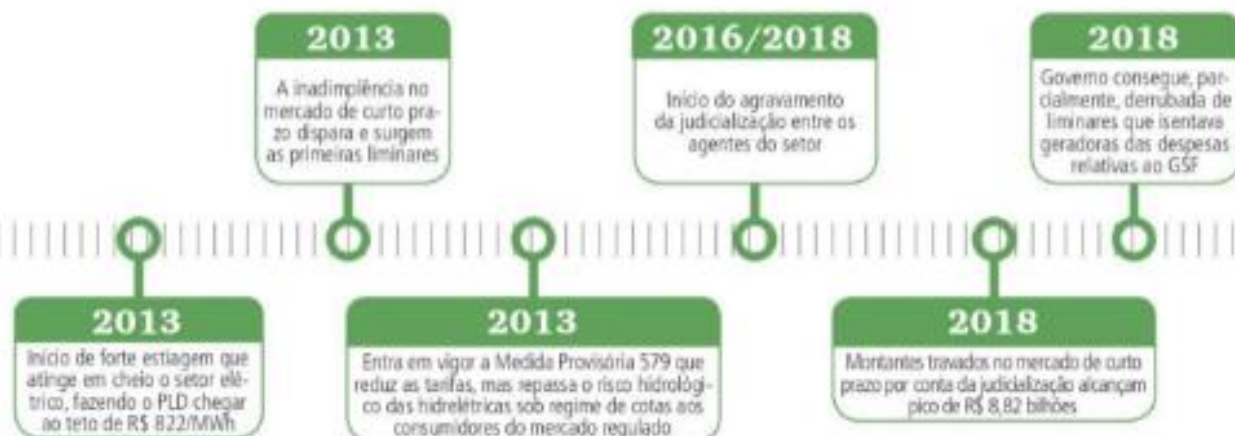 2013
A inadimplência no
mercado de curto pra-
zo dispara e surgem
as primeiras liminares
2016/2018
Início do agravamento
da judicialização entre os
agentes do setor
2018
Governo consegue, par-
cialmente, derrubada de
liminares que isentava
geradoras das despesas
relativas ao GSF
2013
Início de forte estiagem que
atinge em cheio o setor elé-
trico, fazendo o PLD chegar
ao teto de R$ 822/MWh
2013
Entra em vigor a Medida Provisória 579 que
reduz as tarifas, mas repassa o risco hidrológi-
co das hidrelétricas sob regime de cotas aos
consumidores do mercado regulado
2018
Montantes travados no mercado de curto
prazo por conta da judicialização alcançam
pico de R$ 8,82 bilhões